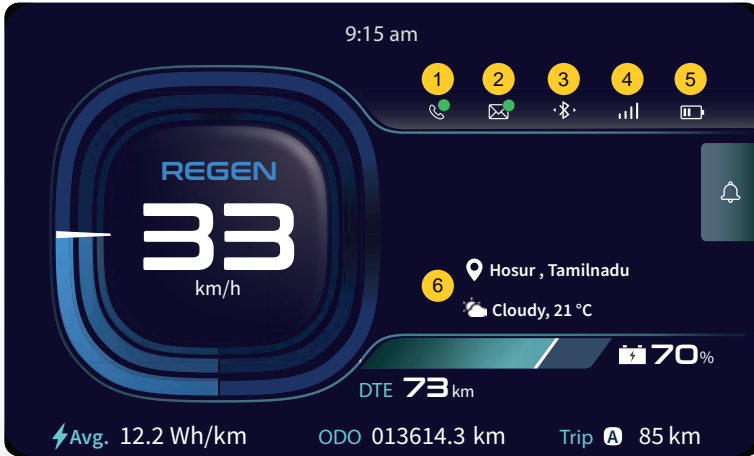 9:15 am
1 2 3 4 5
REGEN
33
km/h
6
Hosur , Tamilnadu
Cloudy, 21 °C
70%
DTE 73 km
Avg. 12.2 Wh/km ODO 013614.3 km Trip A 85 km